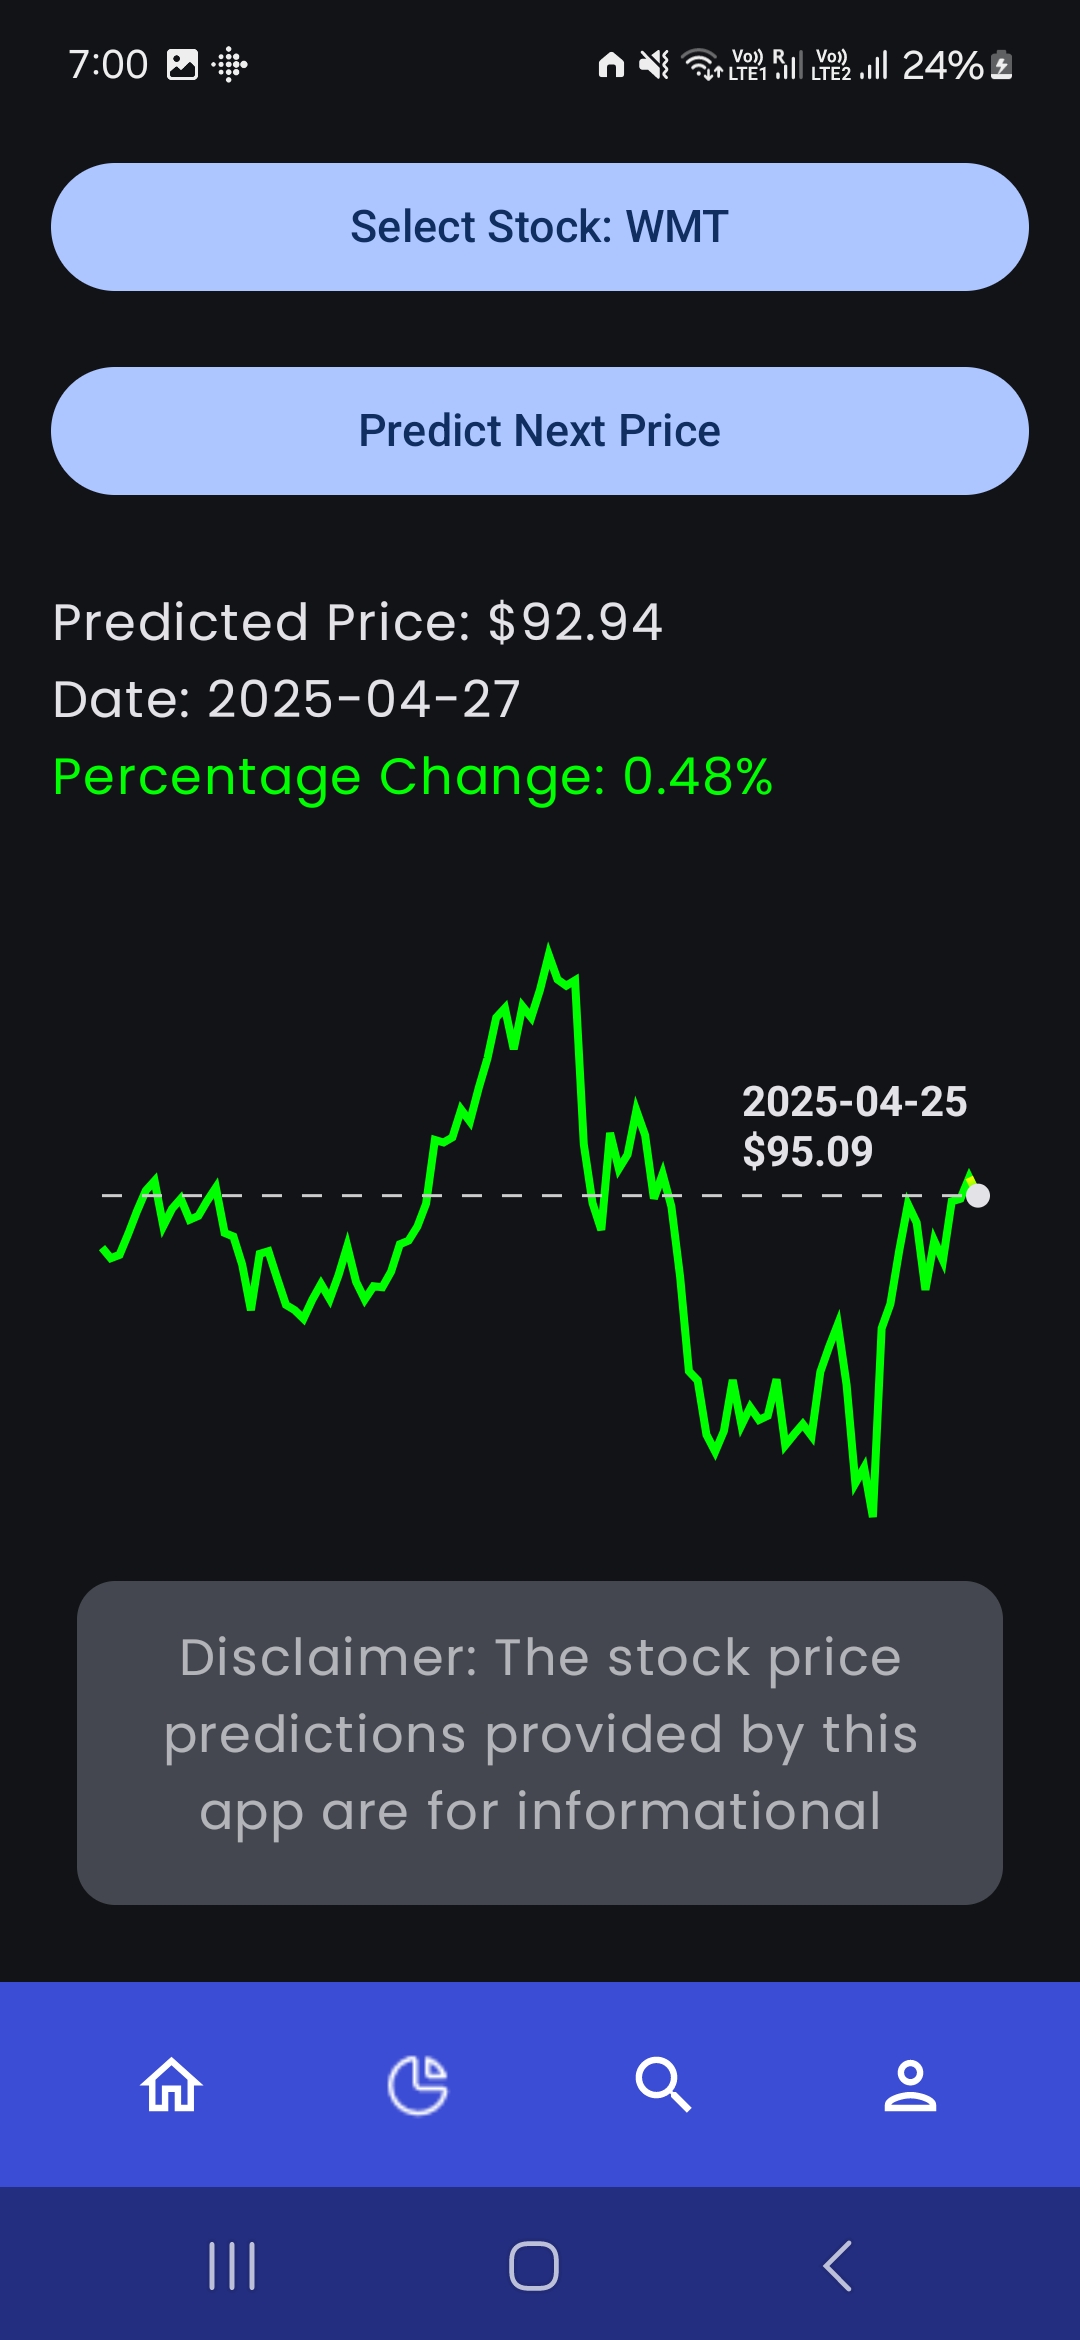 7:00
Vo)) R Vo))
LTE1 LTE2 24%
Select Stock: WMT
Predict Next Price
Predicted Price: $92.94
Date: 2025-04-27
Percentage Change: 0.48%
2025-04-25
$95.09
Disclaimer: The stock price
predictions provided by this
app are for informational